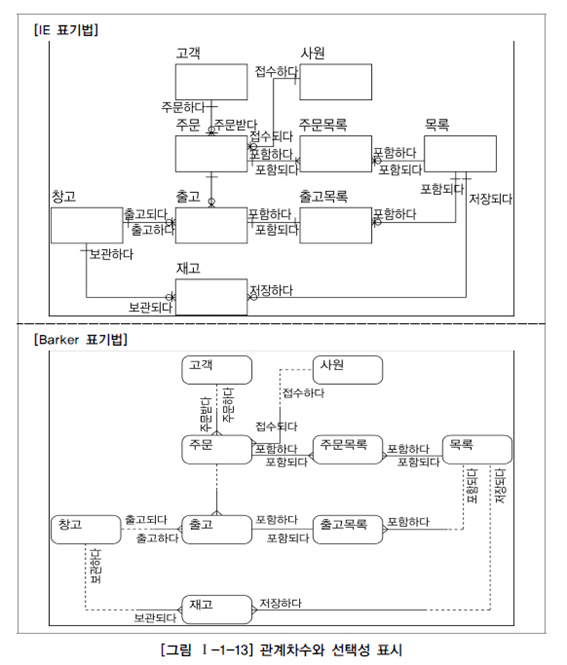 [IE 표기법]
고객
사원
접수하다
주문하다
주문
주문받다
접수되다
주문목록
목록
포함하다
포함되다
포함하다
포함되다
포함되다
저장되다
창고
출고
출고목록
출고되다
출고하다
포함하다
포함되다
포함하다
보관하다
재고
저장하다
보관되다
[Barker 표기법]
고객
사원
주문받다
주문하다
접수하다
접수되다
주문
주문목록
목록
포함하다
포함되다
포함하다
포함되다
포함되다
저장되다
창고
출고
출고목록
출고되다
출고하다
포함하다
포함되다
포함하다
보관하다
재고
저장하다
보관되다
[그림 Ⅰ-1-13] 관계차수와 선택성 표시